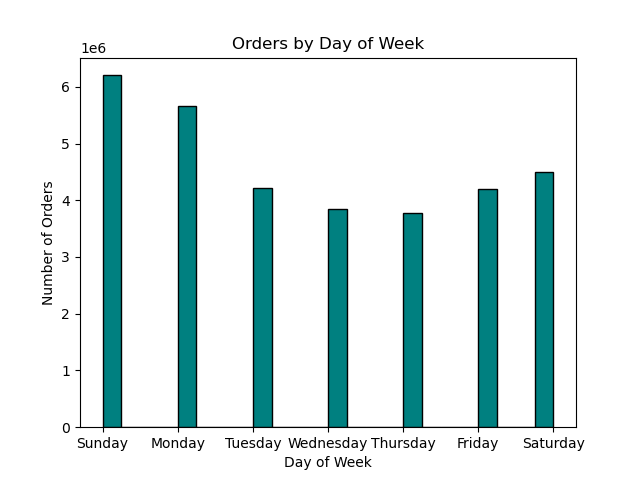 Orders by Day of Week
1e6
6
5
4
3
2
1
0
Number of Orders
Sunday Monday Tuesday Wednesday Thursday Friday Saturday
Day of Week